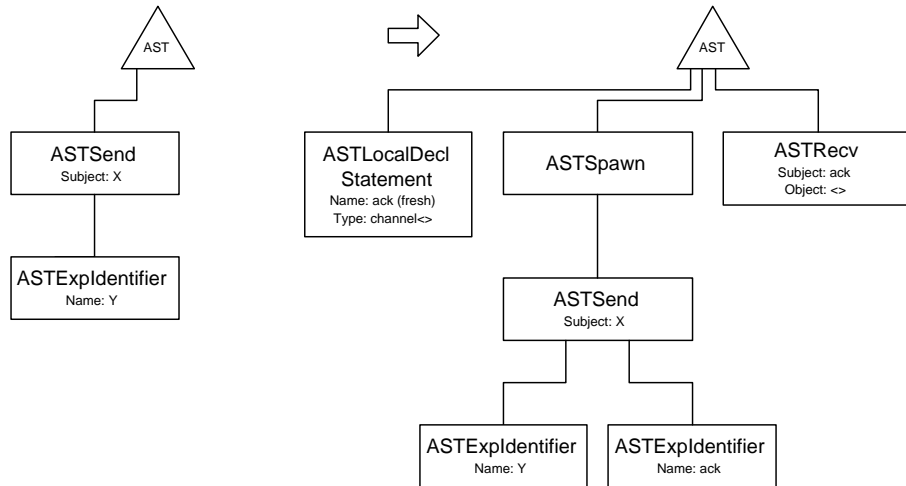 AST
ASTSend
Subject: X
ASTExpIdentifier
Name: Y
AST
ASTLocalDecl
Statement
Name: ack (fresh)
Type: channel<>
ASTSpawn
ASTRecv
Subject: ack
Object: <>
ASTSend
Subject: X
ASTExpIdentifier
Name: Y
ASTExpIdentifier
Name: ack